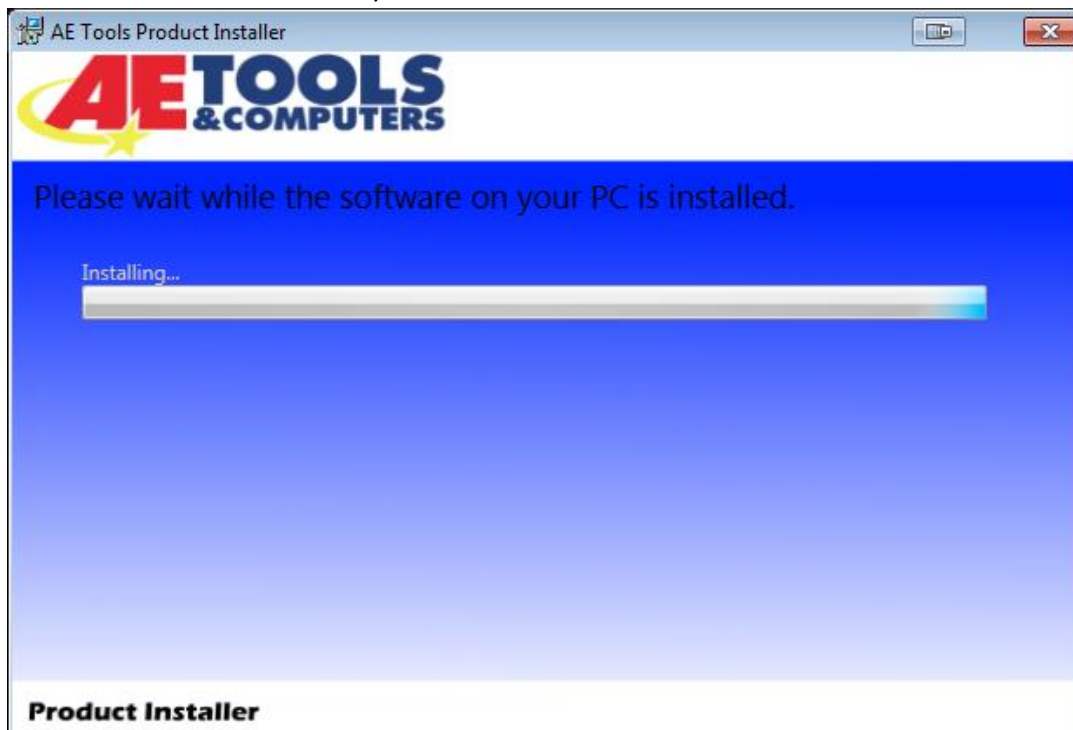 AE Tools Product Installer
AE TOOLS
&COMPUTERS
Please wait while the software on your PC is installed.
Installing...
Product Installer